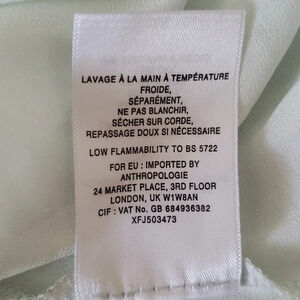 LAVAGE À LA MAIN À TEMPÉRATURE
FROIDE,
SÉPARÉMENT,
NE PAS BLANCHIR,
SÉCHER SUR CORDE,
REPASSAGE DOUX SI NÉCESSAIRE
LOW FLAMMABILITY TO BS 5722
FOR EU : IMPORTED BY
ANTHROPOLOGIE
24 MARKET PLACE, 3RD FLOOR
LONDON, UK W1W8AN
CIF : VAT No. GB 684936382
XFJ503473